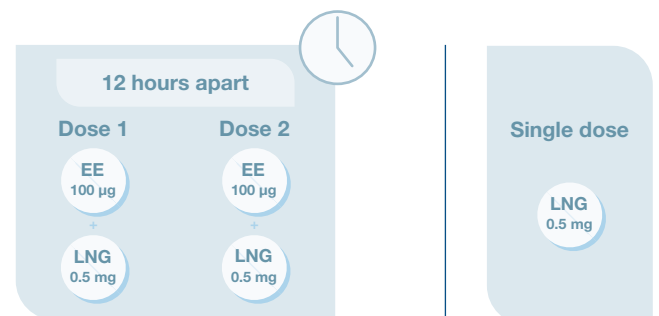 12 hours apart
Dose 1
Dose 2
EE
100 µg
+
LNG
0.5 mg
EE
100 µg
+
LNG
0.5 mg
Single dose
LNG
0.5 mg